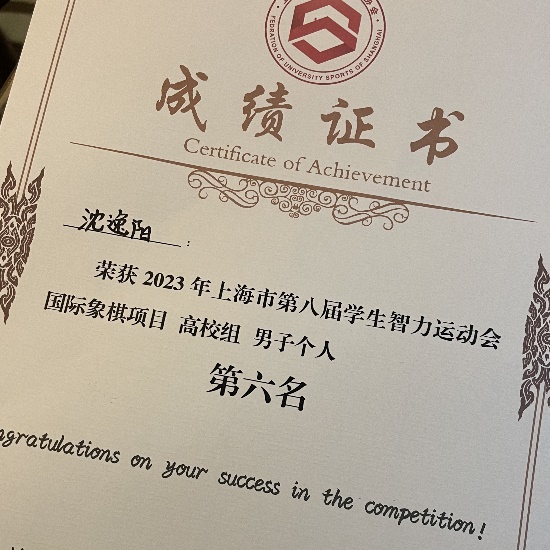 FEDERATION OF UNIVERSITY SPORTS OF SHANGHAI
成绩证书
Certificate of Achievement
沈逸阳：
荣获 2023 年上海市第八届学生智力运动会
国际象棋项目 高校组 男子个人
第六名
ngratulations on your success in the competition!